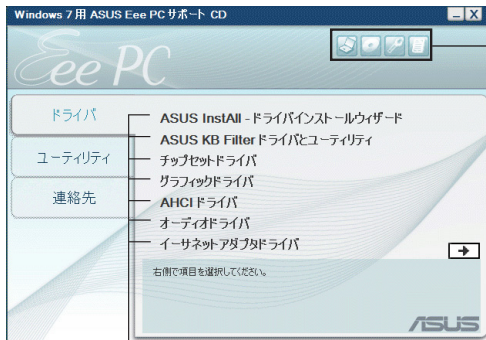 Windows 7 用 ASUS Eee PC サポート CD
Eee PC
ドライバ
ユーティリティ
連絡先
ASUS InstAll - ドライバインストールウィザード
ASUS KB Filter ドライバとユーティリティ
チップセットドライバ
グラフィックドライバ
AHCI ドライバ
オーディオドライバ
イーサネットアダプタドライバ
右側で項目を選択してください。
ASUS